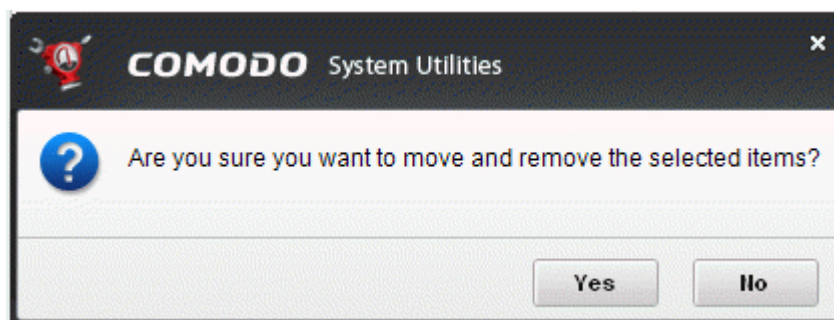 COMODO System Utilities
Are you sure you want to move and remove the selected items?
Yes No